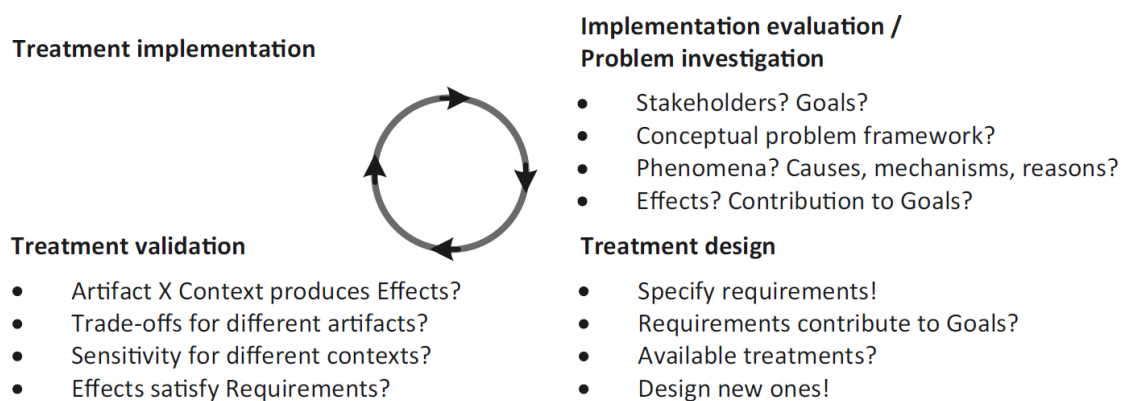 Treatment implementation
Implementation evaluation /
Problem investigation
• Stakeholders? Goals?
• Conceptual problem framework?
• Phenomena? Causes, mechanisms, reasons?
• Effects? Contribution to Goals?
Treatment validation
• Artifact X Context produces Effects?
• Trade-offs for different artifacts?
• Sensitivity for different contexts?
• Effects satisfy Requirements?
Treatment design
• Specify requirements!
• Requirements contribute to Goals?
• Available treatments?
• Design new ones!